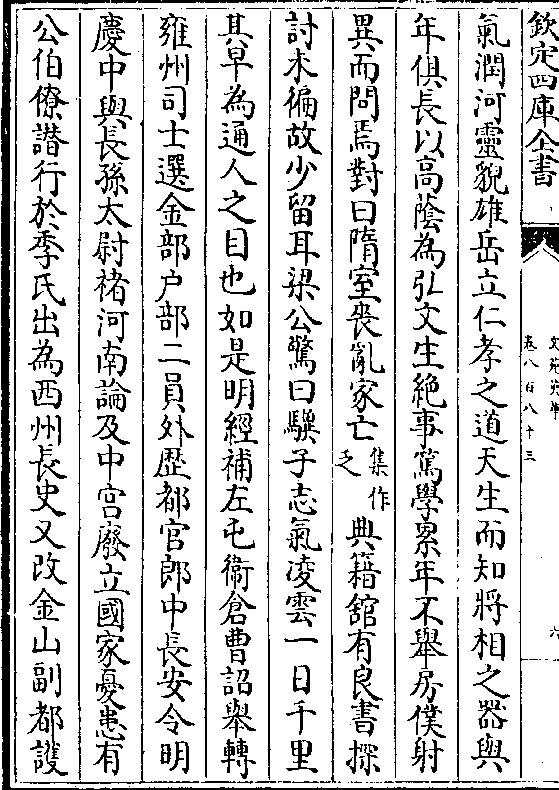 欽定四庫全書
文苑英華
卷八百八十三
六
氣潤河靈貌雄岳立仁孝之道天生而知將相之器與
年俱長以高蔭為弘文生絶事篤學累年不舉房僕射
異而問焉對曰隋室喪亂家亡集作乏典籍舘有良書探
討未徧故少留耳梁公驚曰驥子志氣凌雲一日千里
其早為通人之目也如是明經補左屯衛倉曹詔舉轉
雍州司士選金部户部二員外歴都官郎中長安令明
慶中與長孫太尉褚河南論及中宫廢立國家憂患有
公伯僚譛行於季氏出為西州長史又改金山副都護